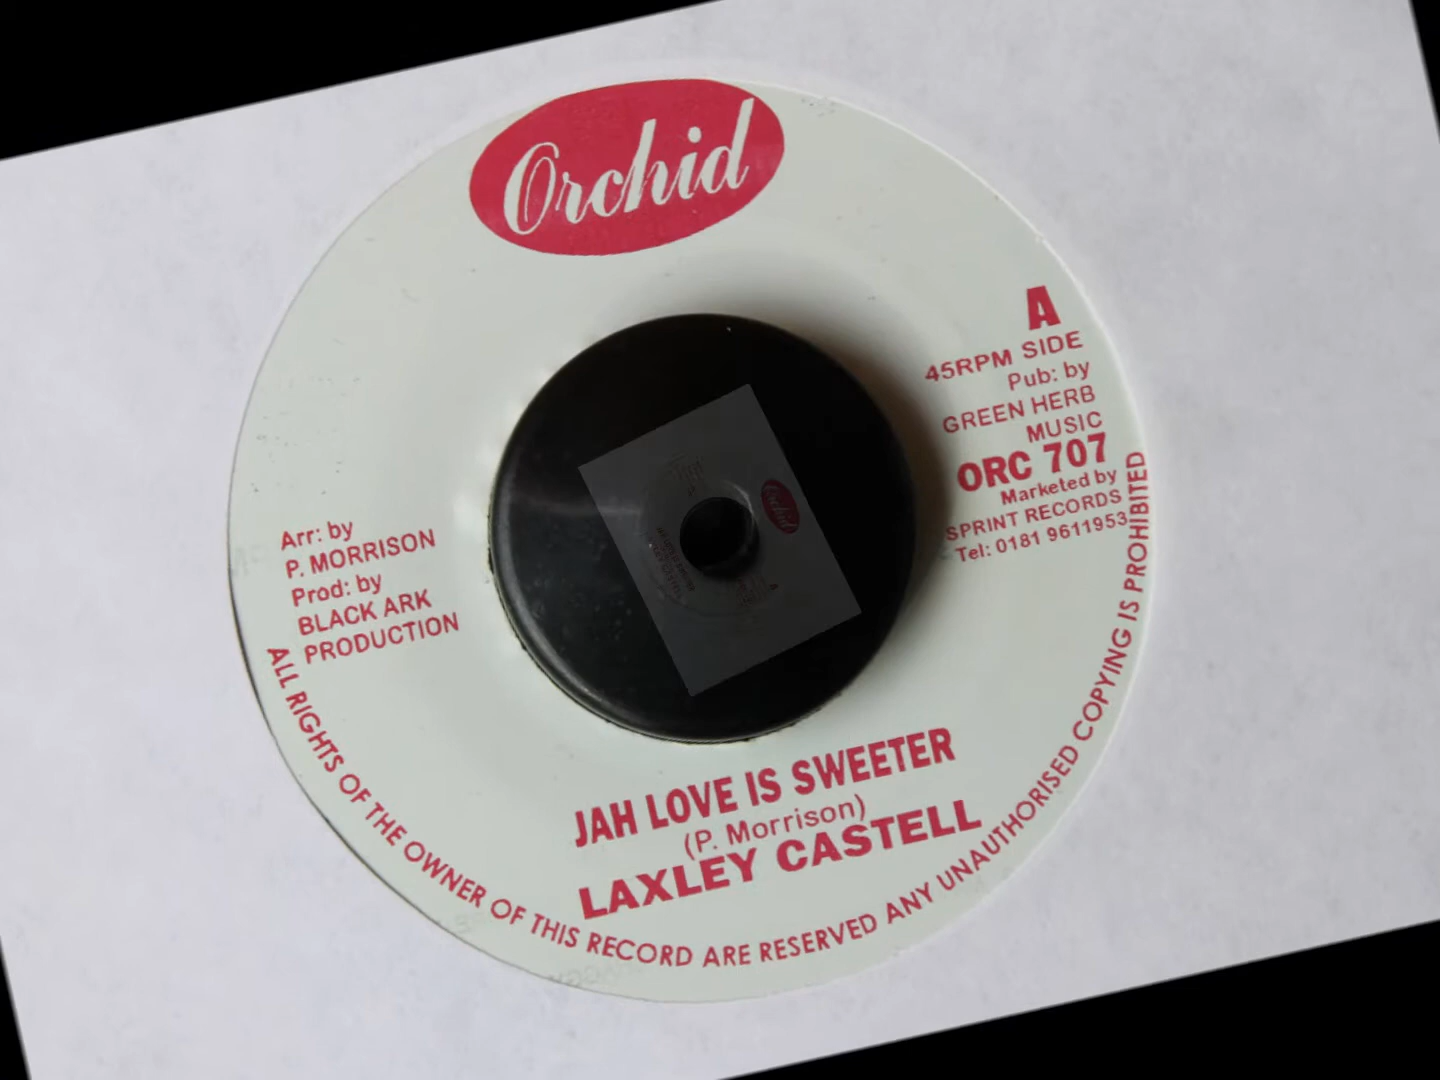 Orchid
A
45RPM SIDE
Pub: by
GREEN HERB
MUSIC
ORC 707
Marketed by
SPRINT RECORDS
Tel: 0181 9611953
Arr: by
P. MORRISON
Prod: by
BLACK ARK
PRODUCTION
JAH LOVE IS SWEETER
(P. Morrison)
LAXLEY CASTELL
ALL RIGHTS OF THE OWNER OF THIS RECORD ARE RESERVED ANY UNAUTHORISED COPYING IS PROHIBITED
Orchid